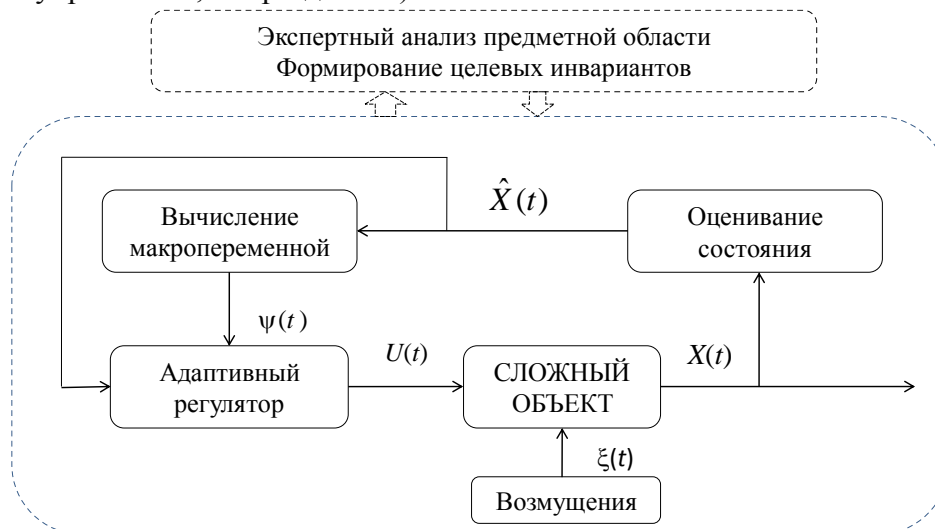 Экспертный анализ предметной области
Формирование целевых инвариантов
X̂(t)
Вычисление
макропеременной
Оценивание
состояния
ψ(t)
U(t)
X(t)
Адаптивный
регулятор
СЛОЖНЫЙ
ОБЪЕКТ
ξ(t)
Возмущения